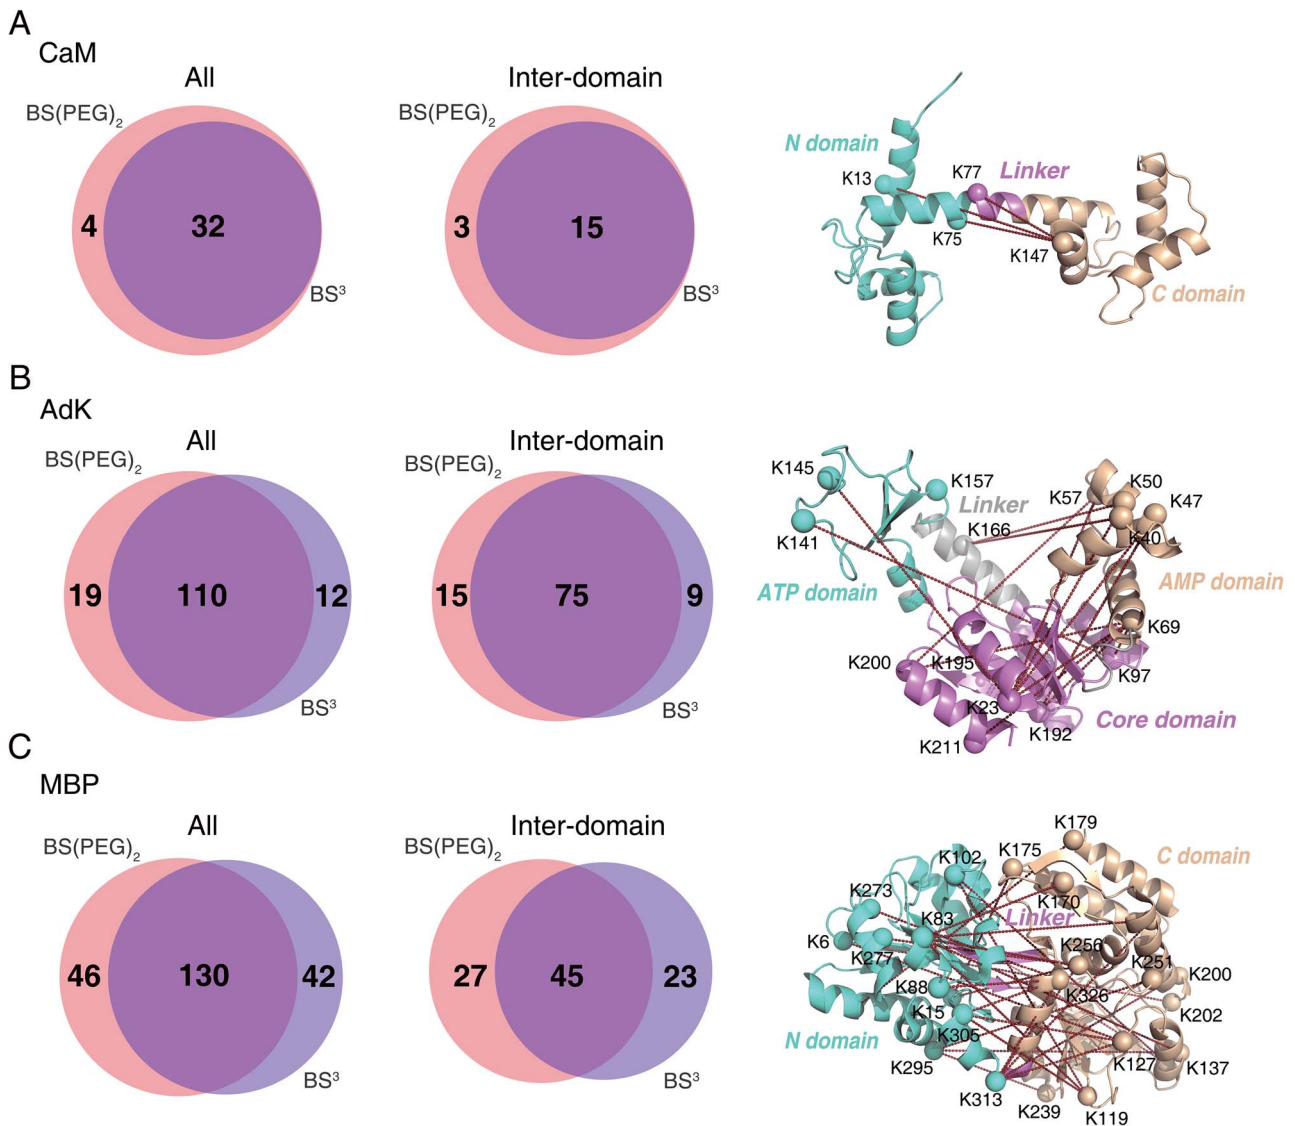 A
CaM
All
Inter-domain
BS(PEG)₂
4
32
BS³
BS(PEG)₂
3
15
BS³
N domain
K13
K77
Linker
K75
K147
C domain
B
AdK
All
Inter-domain
BS(PEG)₂
19
110
12
BS³
BS(PEG)₂
15
75
9
BS³
K145
K157
K141
Linker
K166
K57
K50
K47
K40
ATP domain
AMP domain
K69
K200
K195
K97
K23
K192
K211
Core domain
C
MBP
All
Inter-domain
BS(PEG)₂
46
130
42
BS³
BS(PEG)₂
27
45
23
BS³
K179
K175
K102
C domain
K273
K170
K83
Linker
K6
K277
K256
K251
K200
K88
K326
K202
K15
K305
N domain
K295
K127
K137
K313
K239
K119